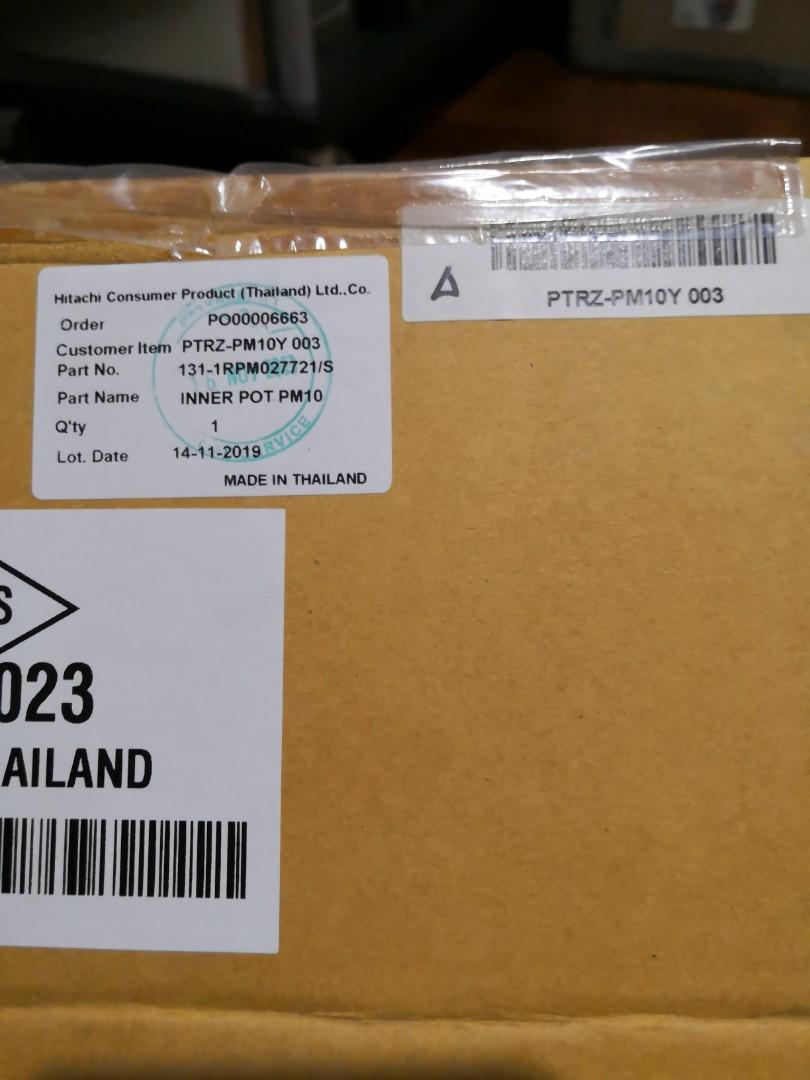 PTRZ-PM10Y 003
Hitachi Consumer Product (Thailand) Ltd.,Co.
Order PO00006663
Customer Item PTRZ-PM10Y 003
Part No. 131-1RPM027721/S
Part Name INNER POT PM10
Q'ty 1
Lot. Date 14-11-2019
MADE IN THAILAND
S
023
AILAND